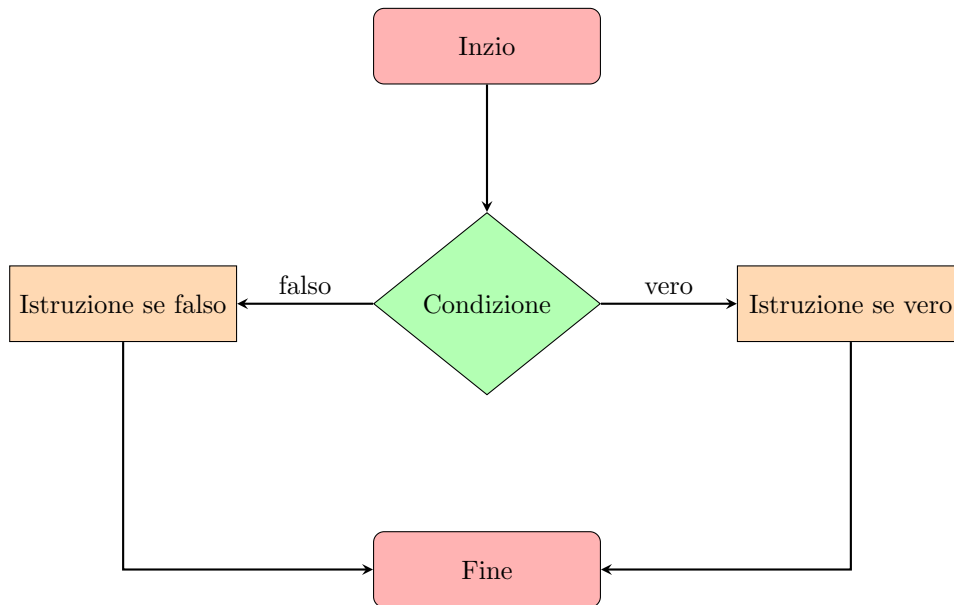 Inzio
Istruzione se falso
falso
Condizione
vero
Istruzione se vero
Fine